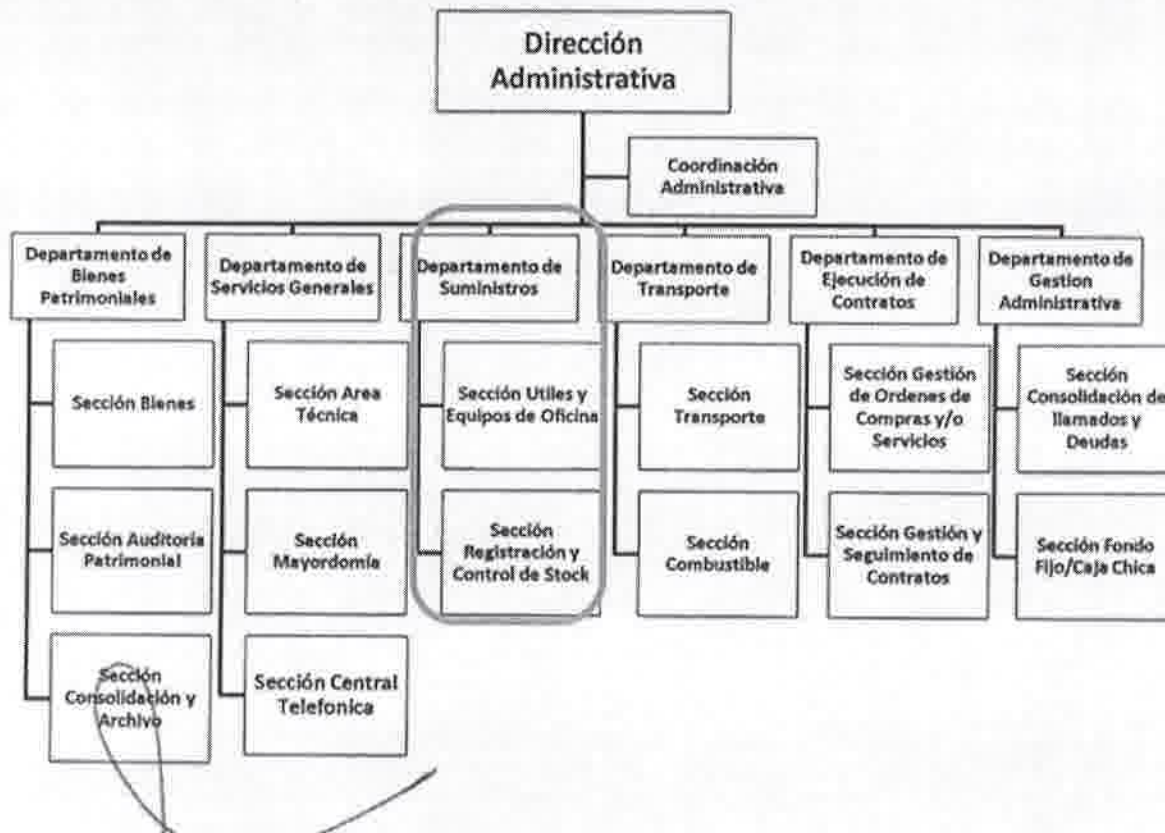 Dirección
Administrativa
Coordinación
Administrativa
Departamento de
Bienes
Patrimoniales
Departamento de
Servicios Generales
Departamento de
Suministros
Departamento de
Transporte
Departamento de
Ejecución de
Contratos
Departamento de
Gestion
Administrativa
Sección Bienes
Sección Area
Técnica
Sección Utiles y
Equipos de Oficina
Sección
Transporte
Sección Gestión
de Ordenes de
Compras y/o
Servicios
Sección
Consolidación de
llamados y
Deudas
Sección Auditoria
Patrimonial
Sección
Mayordomía
Sección
Registración y
Control de Stock
Sección
Combustible
Sección Gestión y
Seguimiento de
Contratos
Sección Fondo
Fijo/Caja Chica
Sección
Consolidación y
Archivo
Sección Central
Telefonica